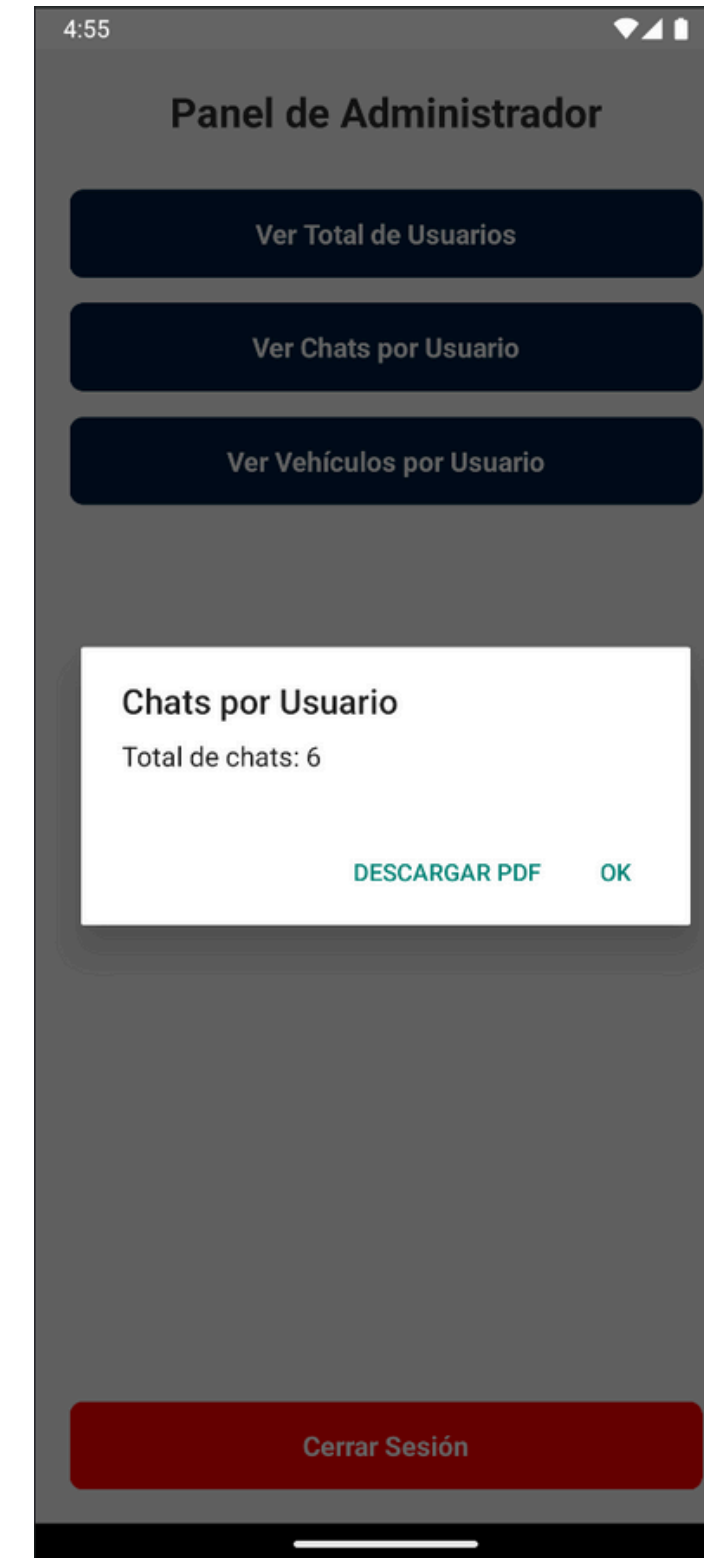 4:55
Panel de Administrador
Ver Total de Usuarios
Ver Chats por Usuario
Ver Vehículos por Usuario
Chats por Usuario
Total de chats: 6
DESCARGAR PDF OK
Cerrar Sesión